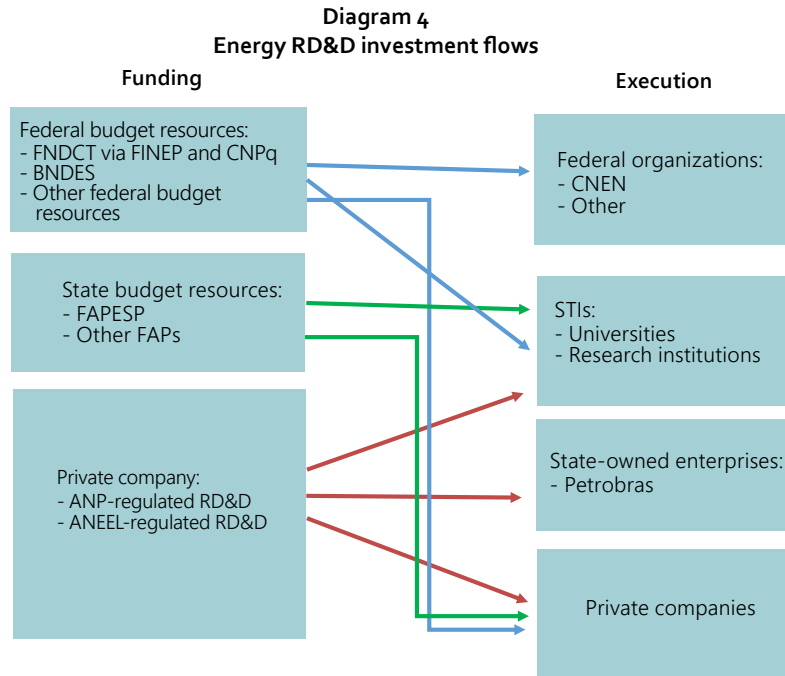 Diagram 4
Energy RD&D investment flows
Funding
Execution
Federal budget resources:
- FNDCT via FINEP and CNPq
- BNDES
- Other federal budget
resources
State budget resources:
- FAPESP
- Other FAPs
Private company:
- ANP-regulated RD&D
- ANEEL-regulated RD&D
Federal organizations:
- CNEN
- Other
STIs:
- Universities
- Research institutions
State-owned enterprises:
- Petrobras
Private companies